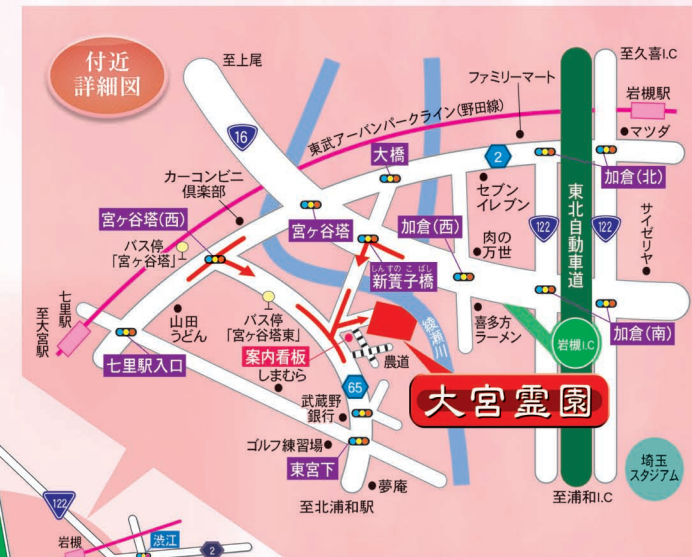 付近
詳細図
至上尾
至久喜I.C
ファミリーマート
岩槻駅
東武アーバンパークライン(野田線)
マツダ
16
大橋
2
カーコンビニ
倶楽部
セブン
イレブン
加倉(北)
宮ヶ谷塔(西)
宮ヶ谷塔
加倉(西)
東北自動車道
サイゼリヤ
バス停
「宮ヶ谷塔」
肉の
万世
122
122
しんすのこばし
新簀子橋
七里駅
至大宮駅
山田
うどん
バス停
「宮ヶ谷塔東」
綾瀬川
喜多方
ラーメン
加倉(南)
岩槻I.C
七里駅入口
案内看板
農道
しまむら
65
大宮霊園
武蔵野
銀行
ゴルフ練習場
東宮下
夢庵
埼玉
スタジアム
至北浦和駅
至浦和I.C
122
岩槻
渋江
2